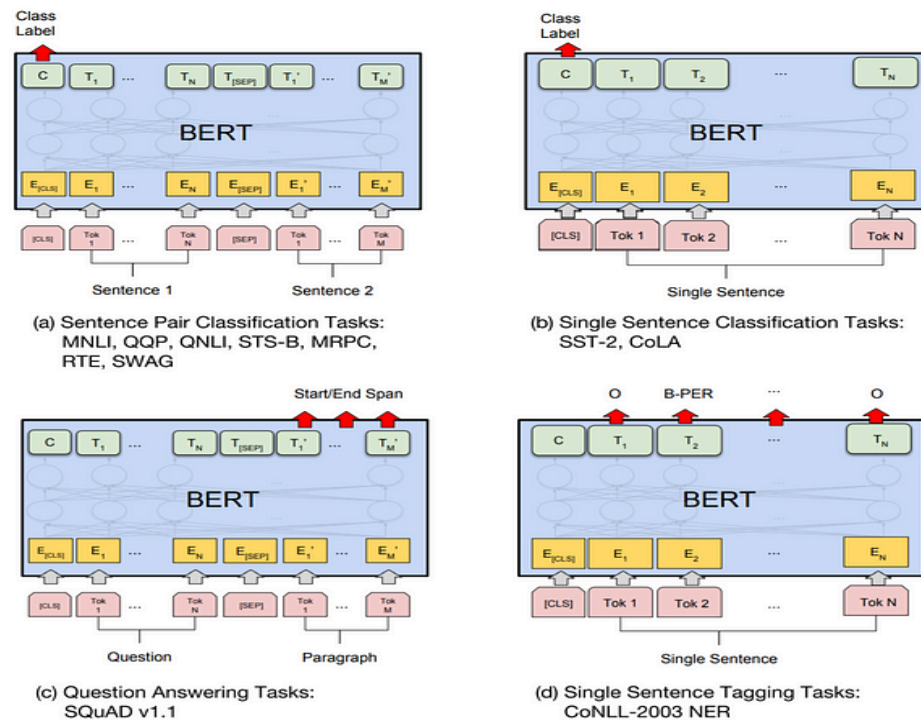 Class
Label
C T1 ... TN T[SEP] T1' ... TM'
BERT
E[CLS] E1 ... EN E[SEP] E1' ... EM'
[CLS] Tok 1 ... Tok N [SEP] Tok 1 ... Tok M
Sentence 1 Sentence 2
(a) Sentence Pair Classification Tasks:
MNLI, QQP, QNLI, STS-B, MRPC,
RTE, SWAG
Class
Label
C T1 T2 ... TN
BERT
E[CLS] E1 E2 ... EN
[CLS] Tok 1 Tok 2 ... Tok N
Single Sentence
(b) Single Sentence Classification Tasks:
SST-2, CoLA
Start/End Span
C T1 ... TN T[SEP] T1' ... TM'
BERT
E[CLS] E1 ... EN E[SEP] E1' ... EM'
[CLS] Tok 1 ... Tok N [SEP] Tok 1 ... Tok M
Question Paragraph
(c) Question Answering Tasks:
SQuAD v1.1
O B-PER ... O
C T1 T2 ... TN
BERT
E[CLS] E1 E2 ... EN
[CLS] Tok 1 Tok 2 ... Tok N
Single Sentence
(d) Single Sentence Tagging Tasks:
CoNLL-2003 NER